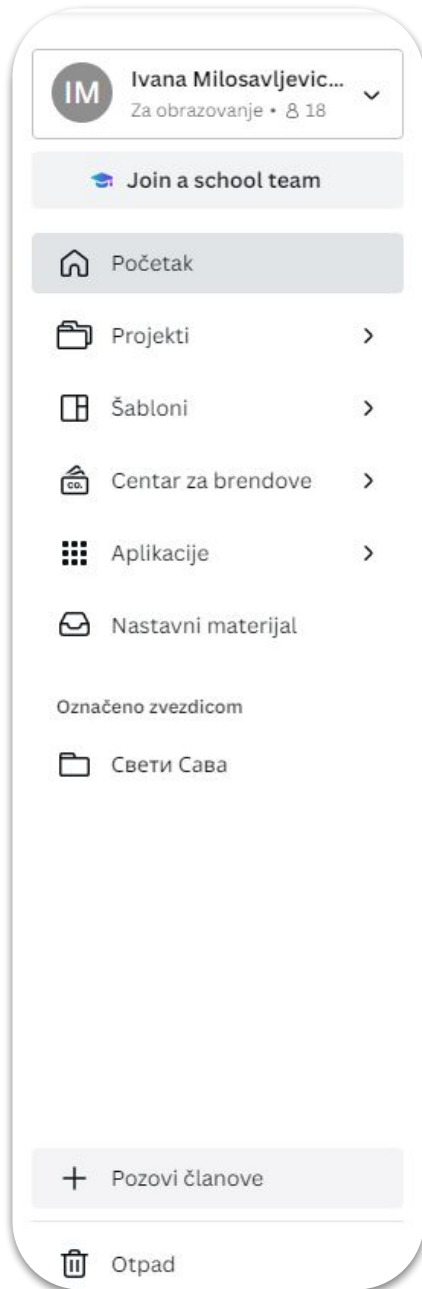 IM
Ivana Milosavljevic...
Za obrazovanje • 18
Join a school team
Početak
Projekti
Šabloni
CO.
Centar za brendove
Aplikacije
Nastavni materijal
Označeno zvezdicom
Свети Сава
Pozovi članove
Otpad